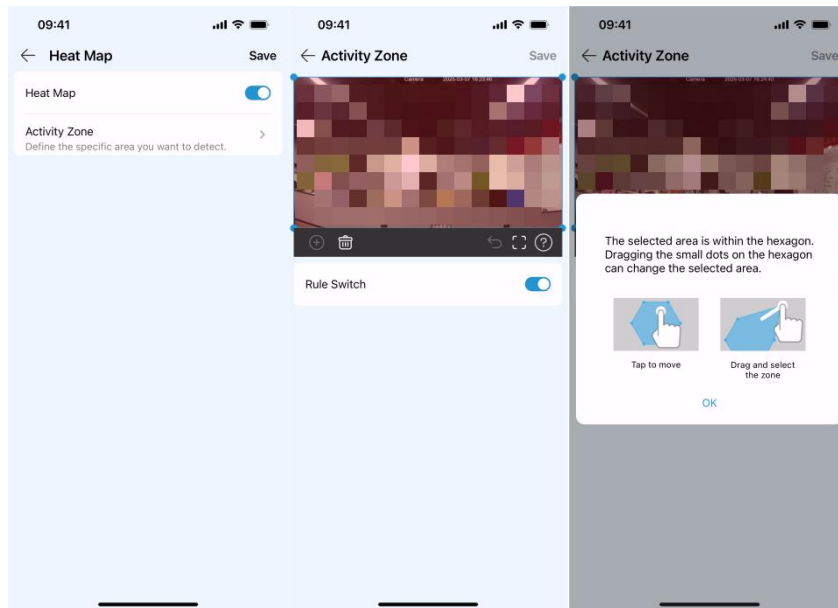 09:41
Heat Map
Save
Heat Map
Activity Zone
Define the specific area you want to detect.
09:41
Activity Zone
Save
Camera
Rule Switch
09:41
Activity Zone
Save
The selected area is within the hexagon.
Dragging the small dots on the hexagon
can change the selected area.
Tap to move
Drag and select
the zone
OK